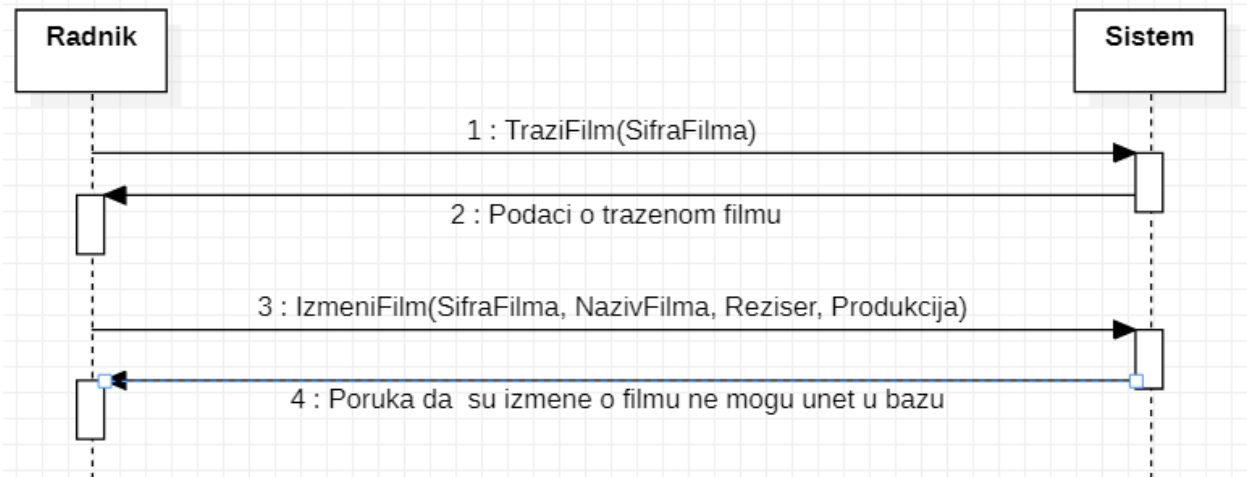 Radnik
Sistem
1 : TraziFilm(SifraFilma)
2 : Podaci o trazenom filmu
3 : IzmeniFilm(SifraFilma, NazivFilma, Reziser, Produkcija)
4 : Poruka da  su izmene o filmu ne mogu unet u bazu